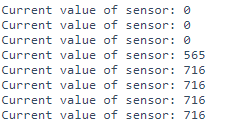 Current value of sensor: 0
Current value of sensor: 0
Current value of sensor: 0
Current value of sensor: 565
Current value of sensor: 716
Current value of sensor: 716
Current value of sensor: 716
Current value of sensor: 716